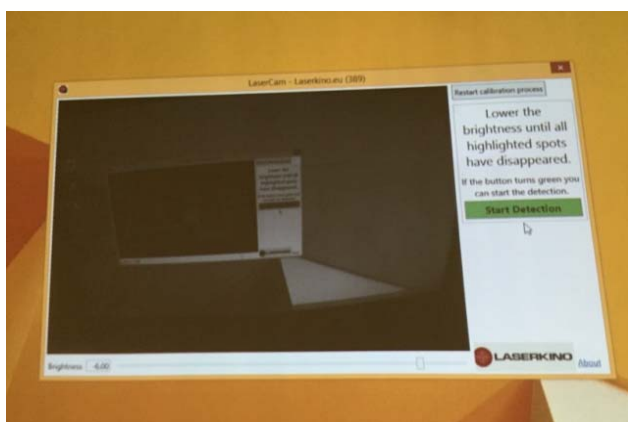 LaserCam - Laserkino.eu (389)
Restart calibration process
Lower the
brightness until all
highlighted spots
have disappeared.
If the button turns green you
can start the detection.
Start Detection
Brightness -6.00
LASERKINO About